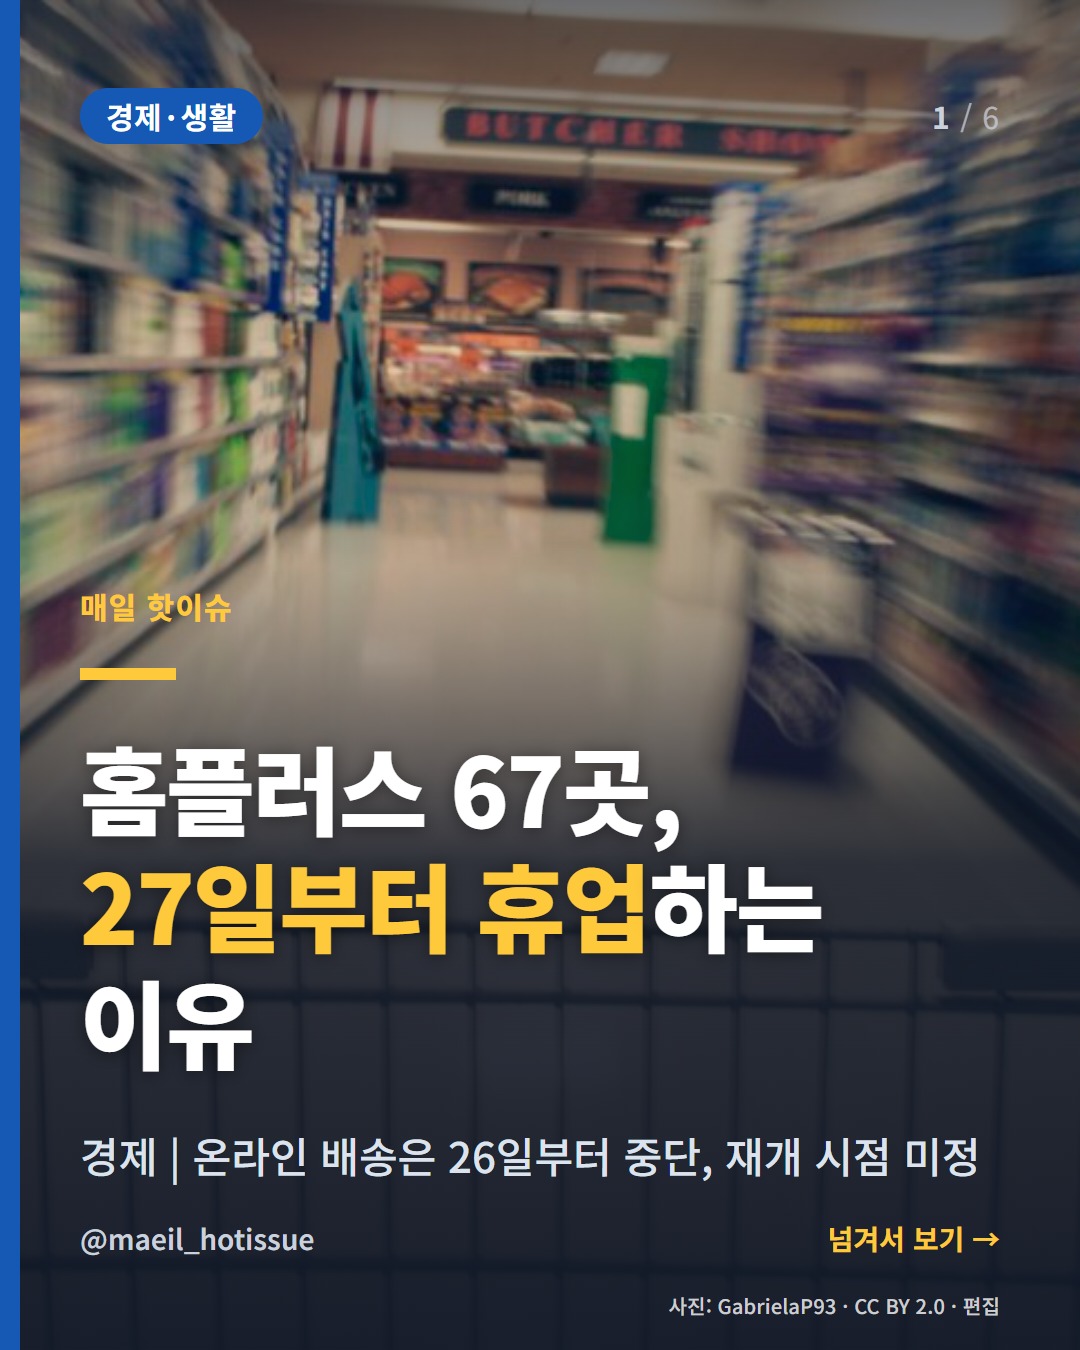 경제·생활
1 / 6
BUTCHER SHOP
PORK
매일 핫이슈
홈플러스 67곳,
27일부터 휴업하는
이유
경제 | 온라인 배송은 26일부터 중단, 재개 시점 미정
@maeil_hotissue
넘겨서 보기 →
사진: GabrielaP93 · CC BY 2.0 · 편집